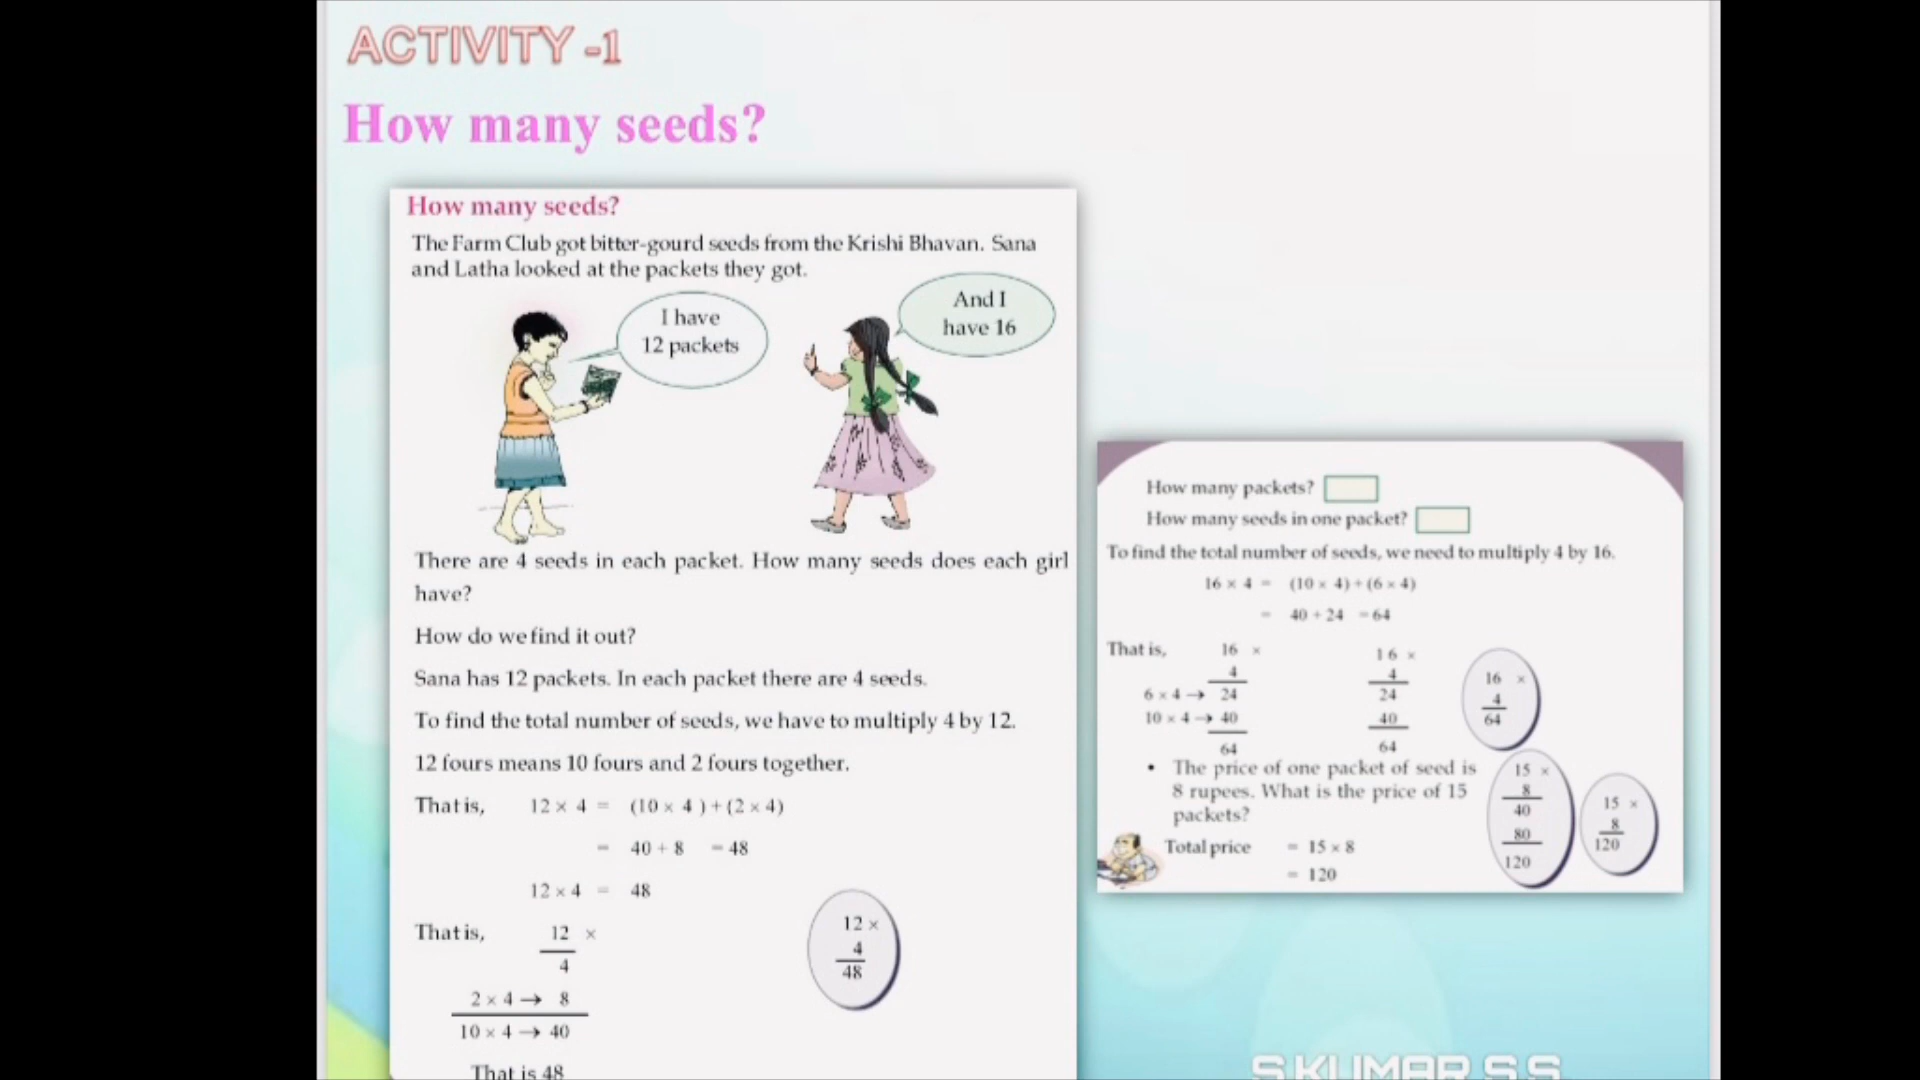 ACTIVITY -1
How many seeds?
How many seeds?
The Farm Club got bitter-gourd seeds from the Krishi Bhavan. Sana
and Latha looked at the packets they got.
I have
12 packets
And I
have 16
There are 4 seeds in each packet. How many seeds does each girl
have?
How do we find it out?
Sana has 12 packets. In each packet there are 4 seeds.
To find the total number of seeds, we have to multiply 4 by 12.
12 fours means 10 fours and 2 fours together.
That is, 12 × 4 = (10 × 4 ) + (2 × 4)
= 40 + 8 = 48
12 × 4 = 48
That is, 12 ×
4
2 × 4 → 8
10 × 4 → 40
That is 48
12 ×
4
48
How many packets?
How many seeds in one packet?
To find the total number of seeds, we need to multiply 4 by 16.
16 × 4 = (10 × 4) + (6 × 4)
= 40 + 24 = 64
That is, 16 ×
4
6 × 4 → 24
10 × 4 → 40
64
16 ×
4
24
40
64
16 ×
4
64
• The price of one packet of seed is
8 rupees. What is the price of 15
packets?
Total price = 15 × 8
= 120
15 ×
8
40
80
120
15 ×
8
120
S.KUMAR S.S